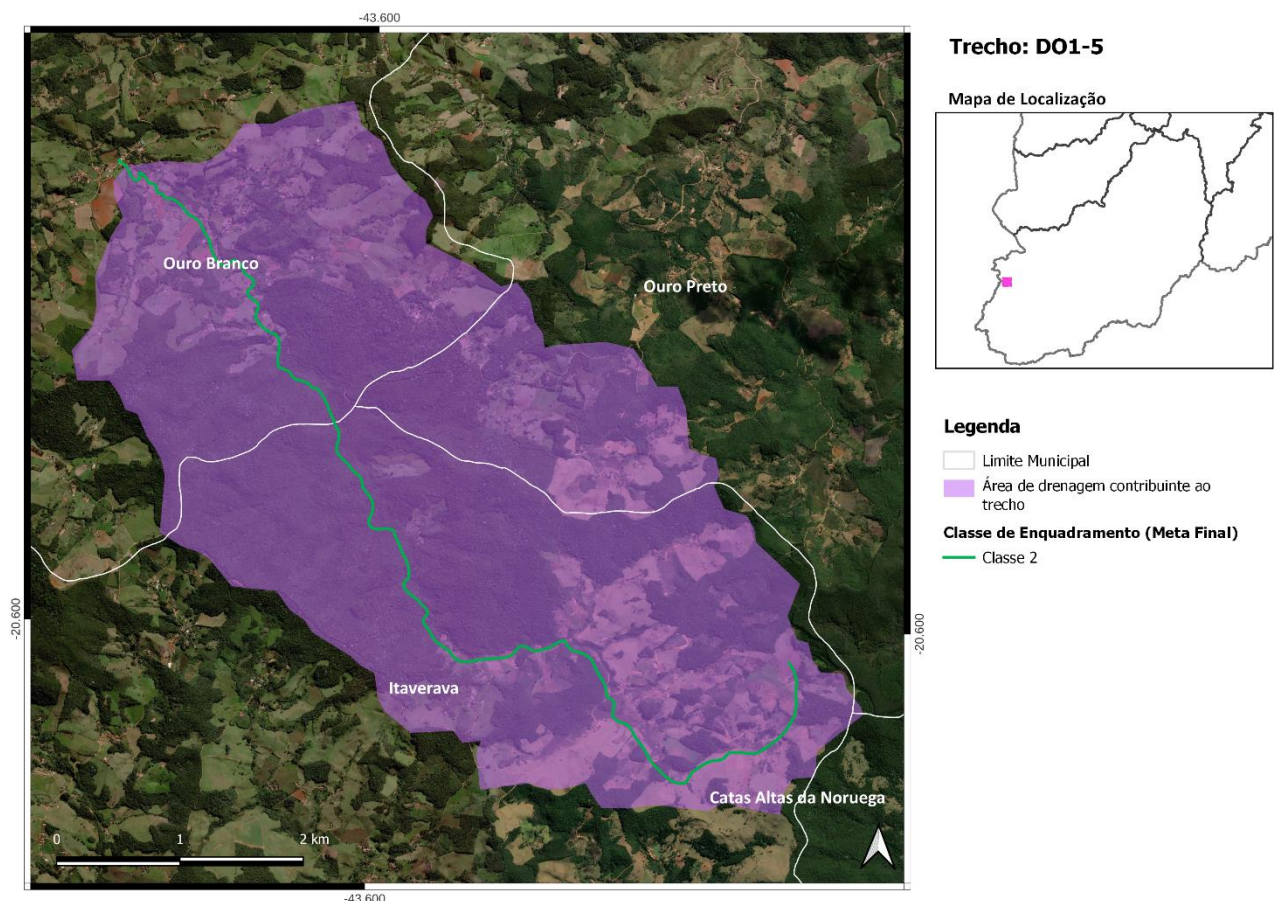 -43.600
Trecho: DO1-5
Mapa de Localização
Ouro Branco
Ouro Preto
Legenda
Limite Municipal
Área de drenagem contribuinte ao
trecho
Classe de Enquadramento (Meta Final)
Classe 2
-20.600
-20.600
Itaverava
Catas Altas da Noruega
0 1 2 km
-43.600